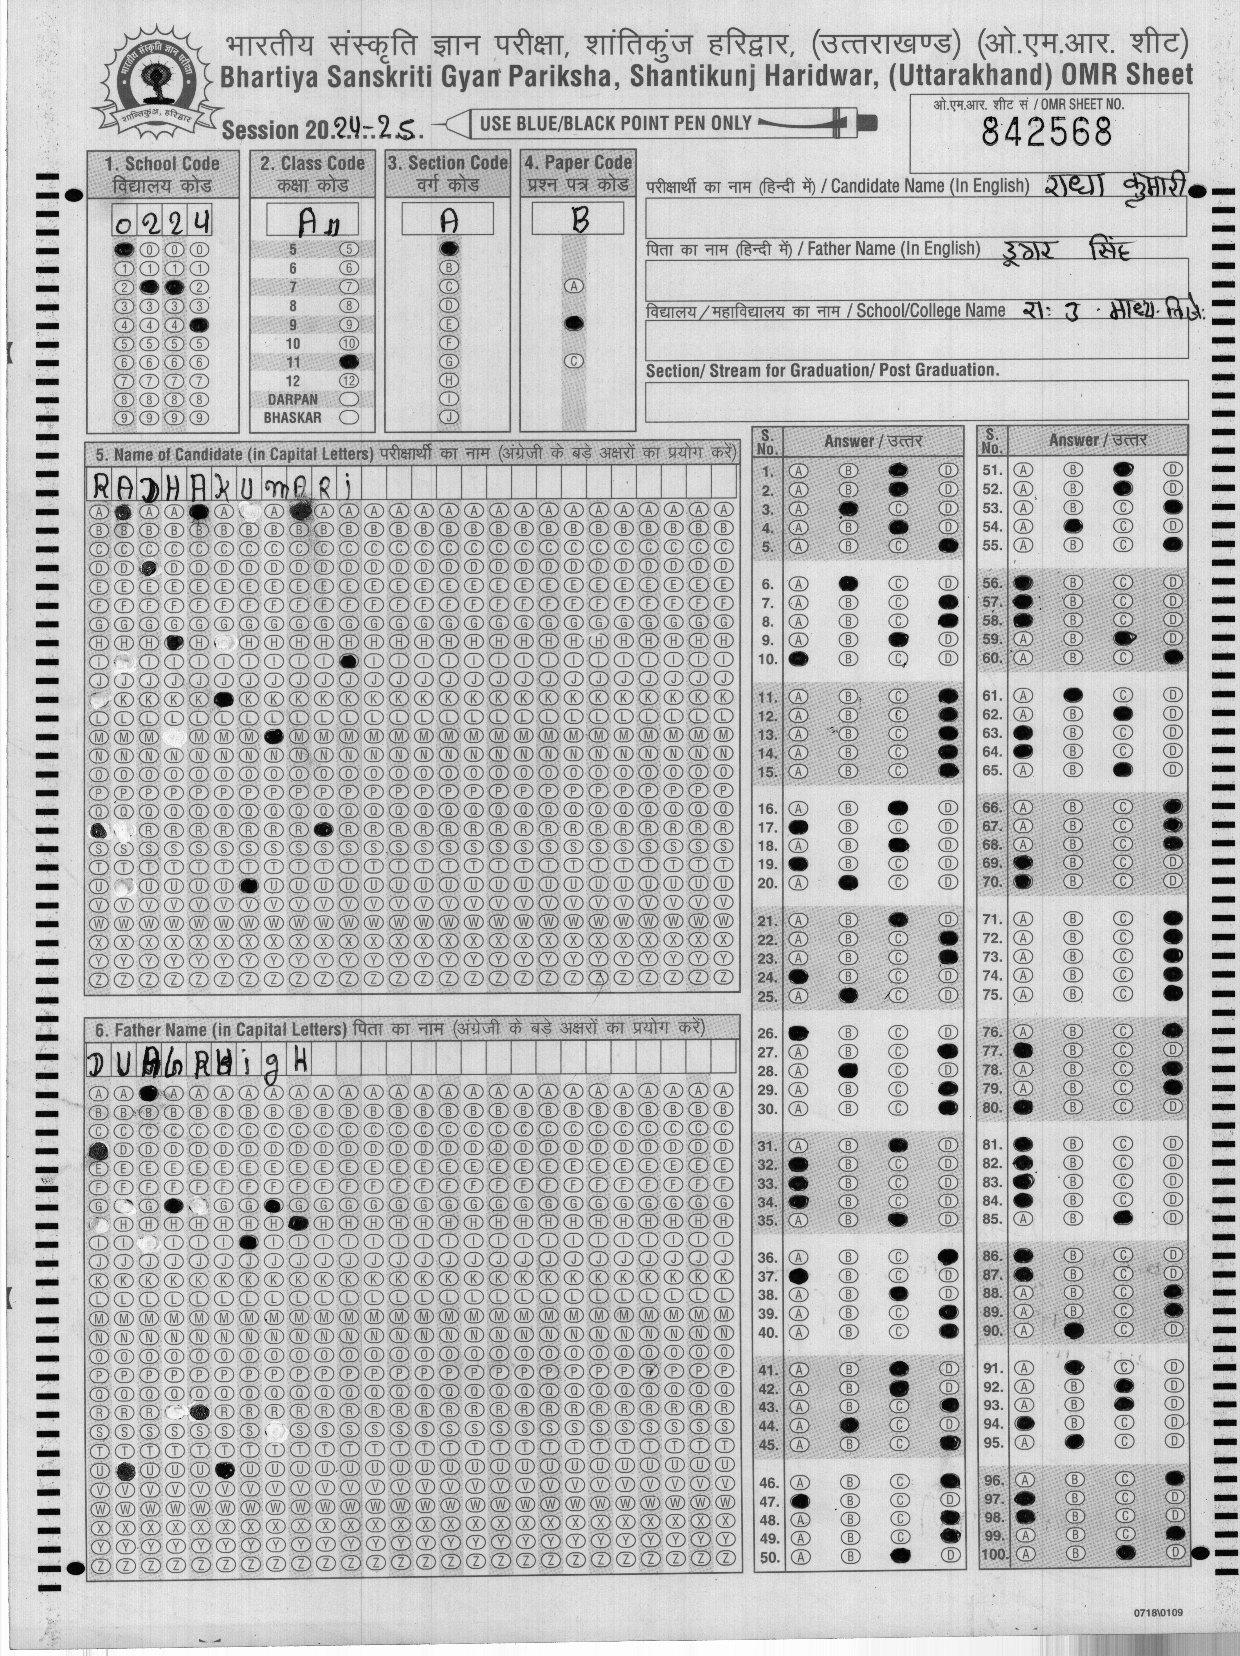 भारतीय संस्कृति ज्ञान परीक्षा, शांतिकुंज हरिद्वार, (उत्तराखण्ड) (ओ.एम.आर. शीट)
Bhartiya Sanskriti Gyan Pariksha, Shantikunj Haridwar, (Uttarakhand) OMR Sheet
भारतीय संस्कृति ज्ञान परीक्षा
शान्तिकुंज, हरिद्वार
Session 2024-25.
USE BLUE/BLACK POINT PEN ONLY
ओ.एम.आर. शीट सं / OMR SHEET NO.
842568
1. School Code
विद्यालय कोड
0224
2. Class Code
कक्षा कोड
5
6
7
8
9
10
11
12
DARPAN
BHASKAR
3. Section Code
वर्ग कोड
A
4. Paper Code
प्रश्न पत्र कोड
B
परीक्षार्थी का नाम (हिन्दी में) / Candidate Name (In English) राधा कुमारी
पिता का नाम (हिन्दी में) / Father Name (In English) डूगर सिंह
विद्यालय/महाविद्यालय का नाम / School/College Name रा. उ. माध्य.
Section/ Stream for Graduation/ Post Graduation.
5. Name of Candidate (in Capital Letters) परीक्षार्थी का नाम (अंग्रेजी के बड़े अक्षरों का प्रयोग करें)
RADHAKUmARi
6. Father Name (in Capital Letters) पिता का नाम (अंग्रेजी के बड़े अक्षरों का प्रयोग करें)
S. No. Answer / उत्तर
S. No. Answer / उत्तर
0718\0109